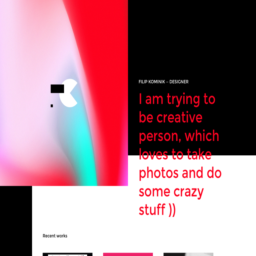 FILIP KOMINIK – DESIGNER
I am trying to
be creative
person, which
loves to take
photos and do
some crazy
stuff ))
Recent works